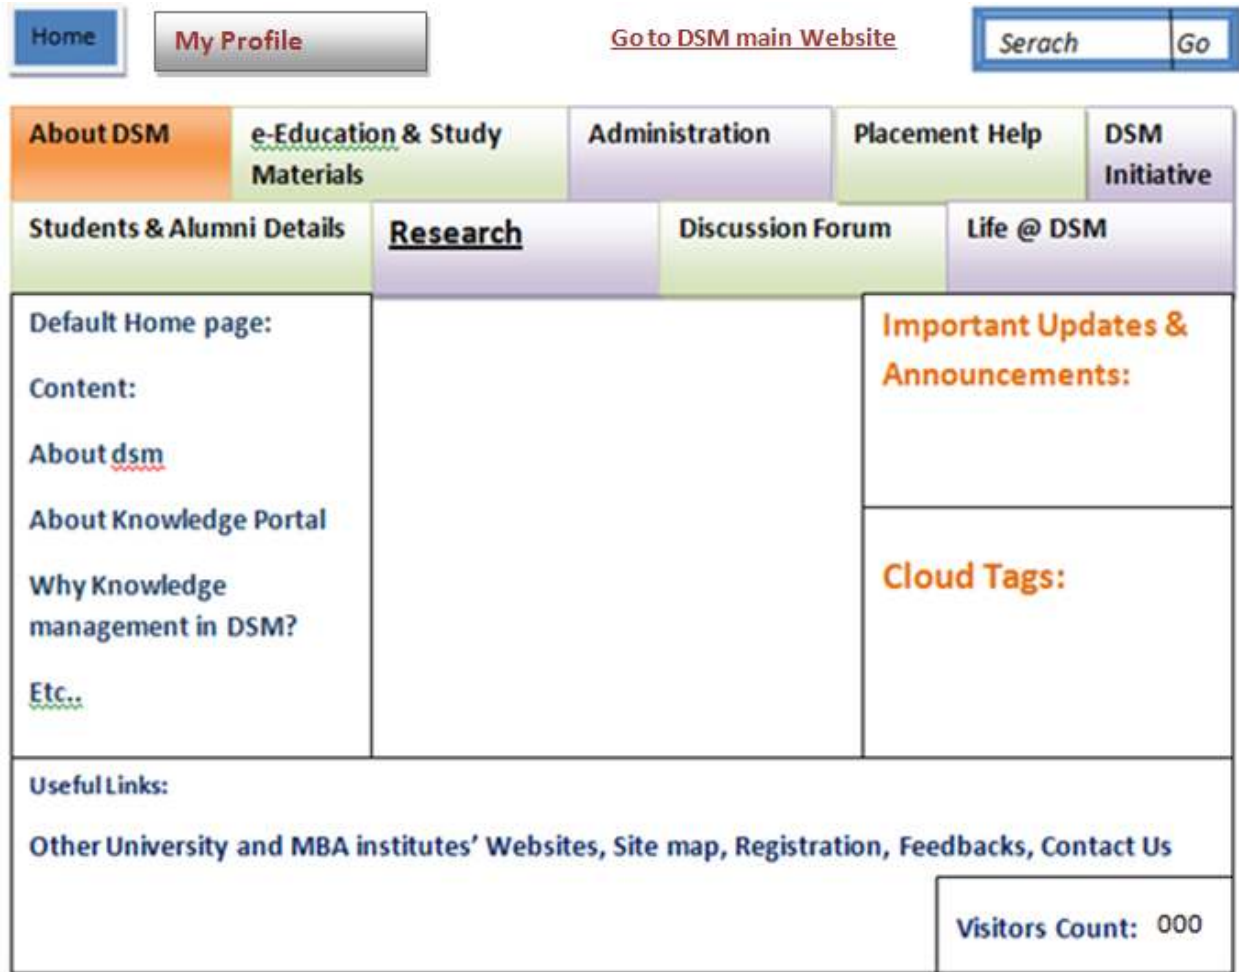 Home
My Profile
Go to DSM main Website
Serach
Go
About DSM
e-Education & Study
Materials
Administration
Placement Help
DSM
Initiative
Students & Alumni Details
Research
Discussion Forum
Life @ DSM
Default Home page:
Content:
About dsm
About Knowledge Portal
Why Knowledge
management in DSM?
Etc..
Important Updates &
Announcements:
Cloud Tags:
Useful Links:
Other University and MBA institutes’ Websites, Site map, Registration, Feedbacks, Contact Us
Visitors Count: 000